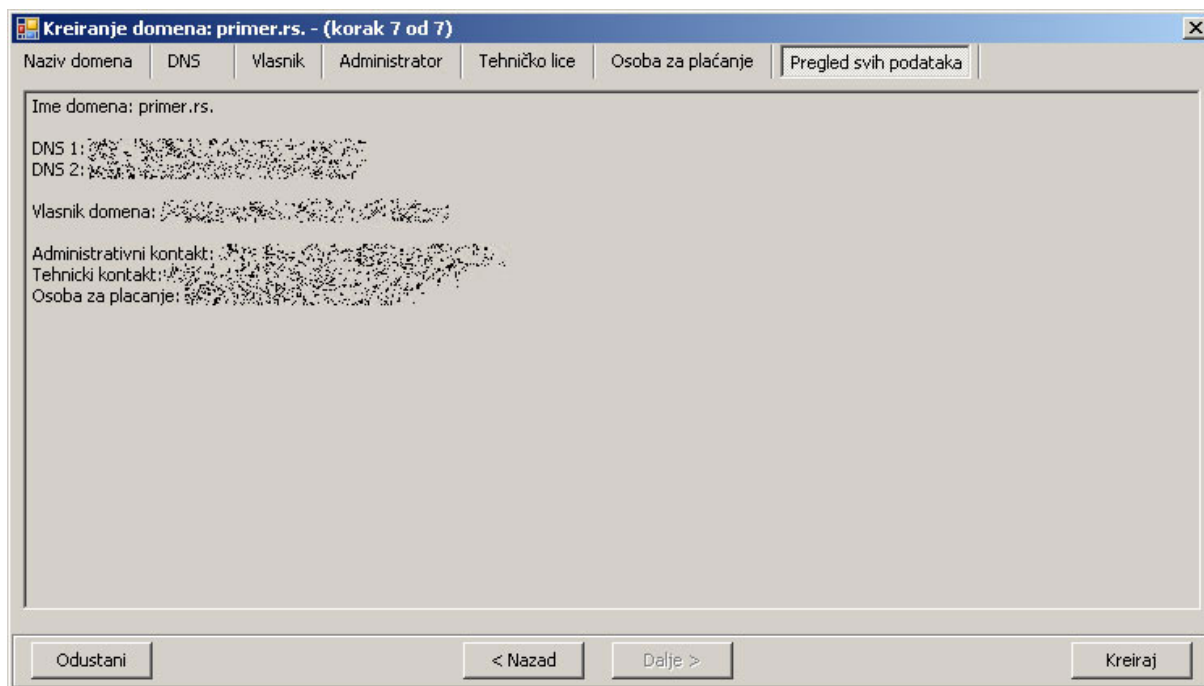 Kreiranje domena: primer.rs. - (korak 7 od 7)
Naziv domena DNS Vlasnik Administrator Tehničko lice Osoba za plaćanje Pregled svih podataka
Ime domena: primer.rs.
DNS 1:
DNS 2:
Vlasnik domena:
Administrativni kontakt:
Tehnicki kontakt:
Osoba za placanje:
Odustani < Nazad Dalje > Kreiraj